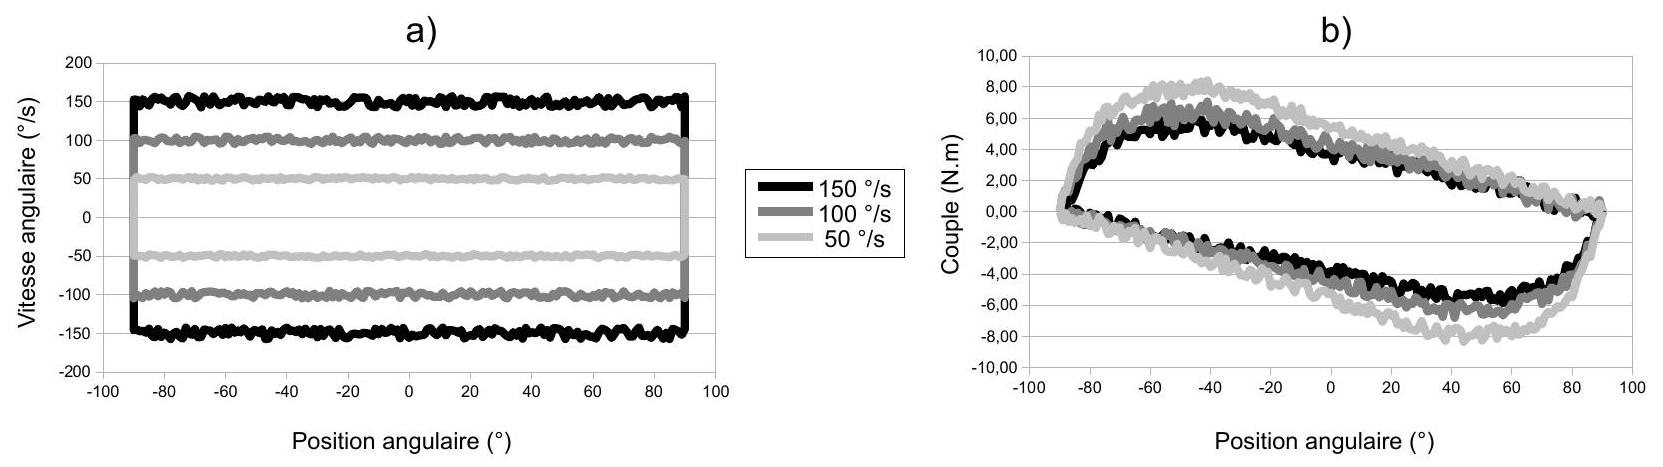 a)
200
150
100
50
0
-50
-100
-150
-200
-100 -80 -60 -40 -20 0 20 40 60 80 100
Vitesse angulaire (°/s)
Position angulaire (°)
150 °/s
100 °/s
50 °/s
b)
10,00
8,00
6,00
4,00
2,00
0,00
-2,00
-4,00
-6,00
-8,00
-10,00
-100 -80 -60 -40 -20 0 20 40 60 80 100
Couple (N.m)
Position angulaire (°)